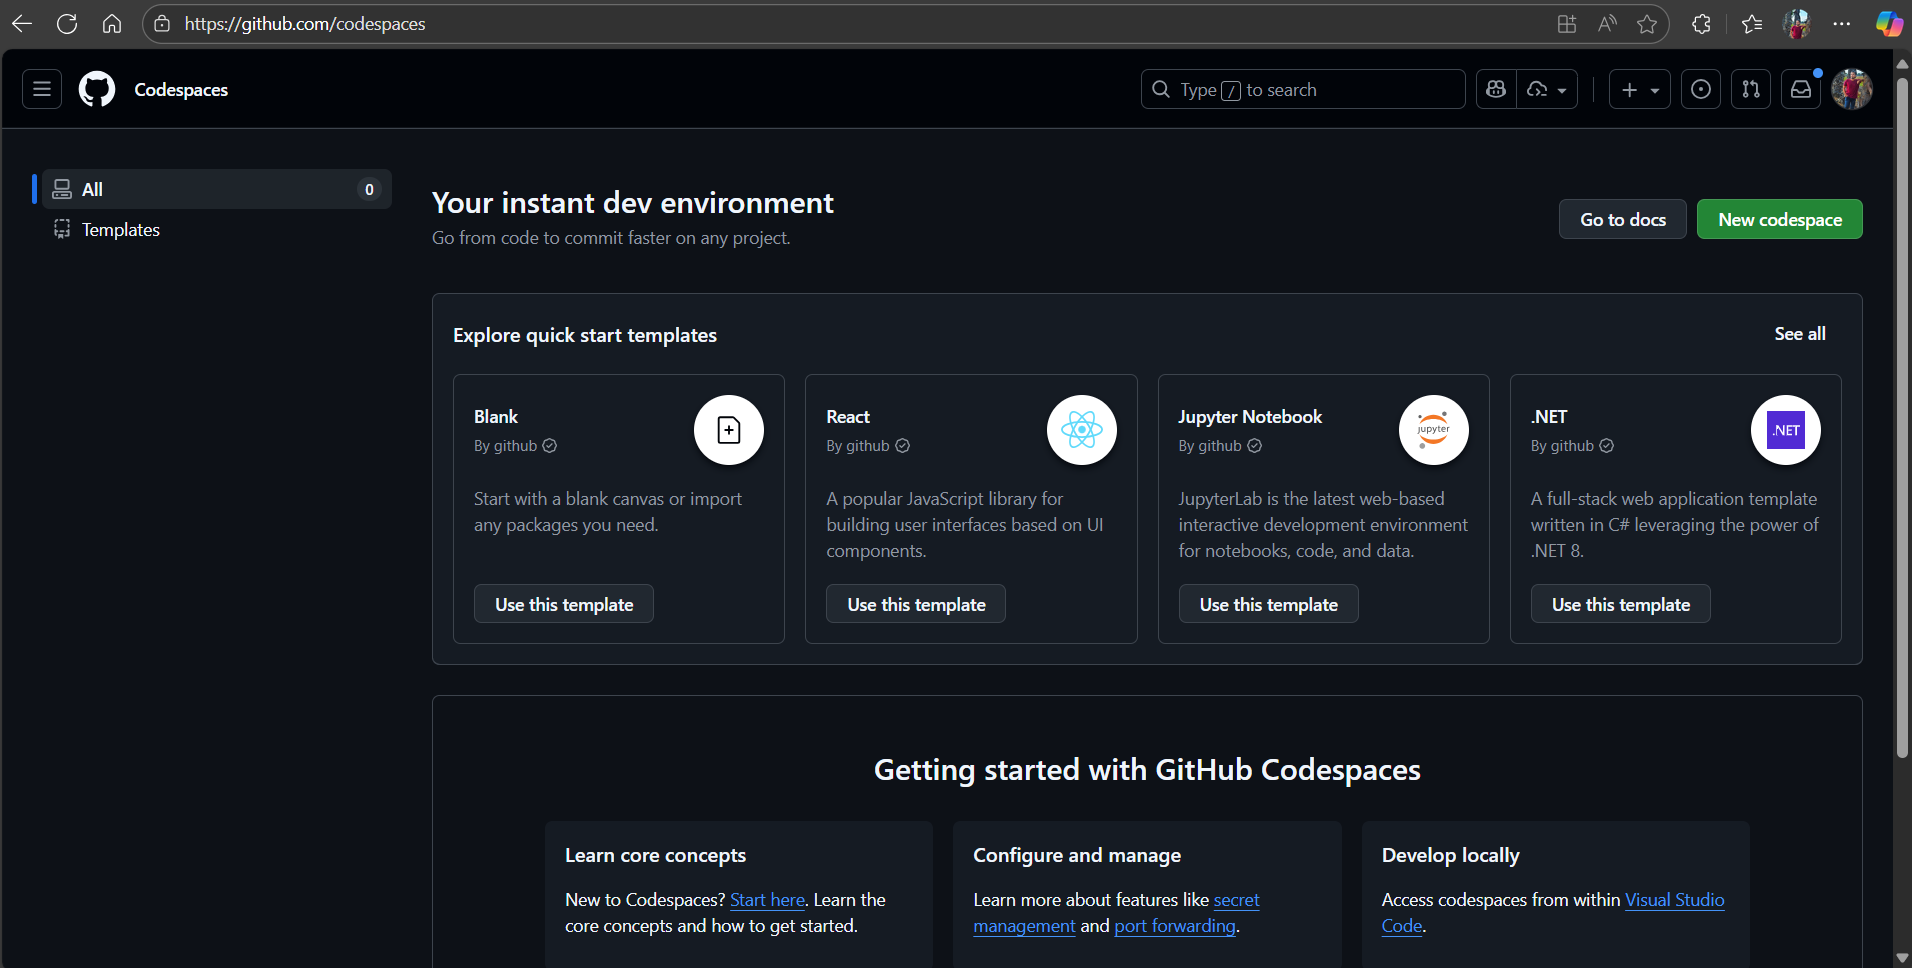 https://github.com/codespaces
Codespaces
Type / to search
All
0
Templates
Your instant dev environment
Go from code to commit faster on any project.
Go to docs
New codespace
Explore quick start templates
See all
Blank
By github
Start with a blank canvas or import
any packages you need.
Use this template
React
By github
A popular JavaScript library for
building user interfaces based on UI
components.
Use this template
Jupyter Notebook
By github
jupyter
JupyterLab is the latest web-based
interactive development environment
for notebooks, code, and data.
Use this template
.NET
By github
.NET
A full-stack web application template
written in C# leveraging the power of
.NET 8.
Use this template
Getting started with GitHub Codespaces
Learn core concepts
New to Codespaces? Start here. Learn the
core concepts and how to get started.
Configure and manage
Learn more about features like secret
management and port forwarding.
Develop locally
Access codespaces from within Visual Studio
Code.